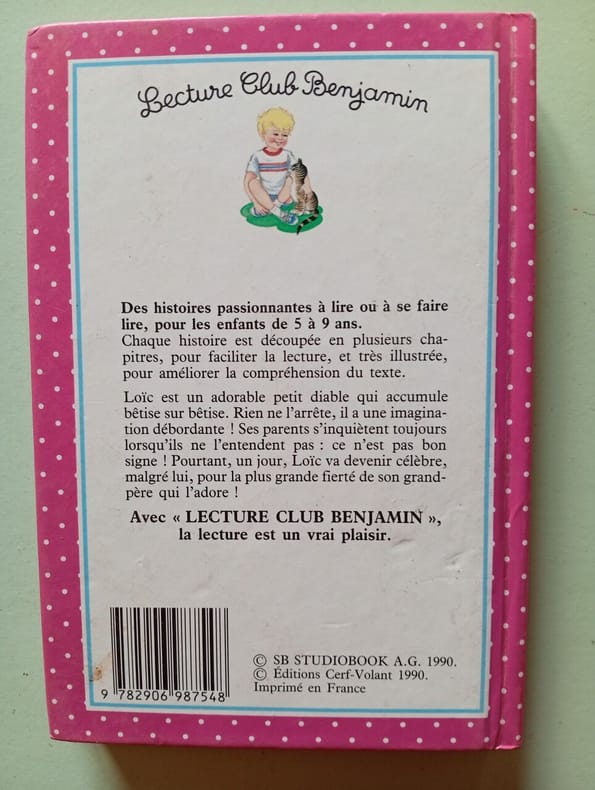 Lecture Club Benjamin
Des histoires passionnantes à lire ou à se faire
lire, pour les enfants de 5 à 9 ans.
Chaque histoire est découpée en plusieurs cha-
pitres, pour faciliter la lecture, et très illustrée,
pour améliorer la compréhension du texte.
Loïc est un adorable petit diable qui accumule
bêtise sur bêtise. Rien ne l'arrête, il a une imagina-
tion débordante ! Ses parents s'inquiètent toujours
lorsqu'ils ne l'entendent pas : ce n'est pas bon
signe ! Pourtant, un jour, Loïc va devenir célèbre,
malgré lui, pour la plus grande fierté de son grand-
père qui l'adore !
Avec « LECTURE CLUB BENJAMIN »,
la lecture est un vrai plaisir.
9 782906 987548
© SB STUDIOBOOK A.G. 1990.
© Éditions Cerf-Volant 1990.
Imprimé en France